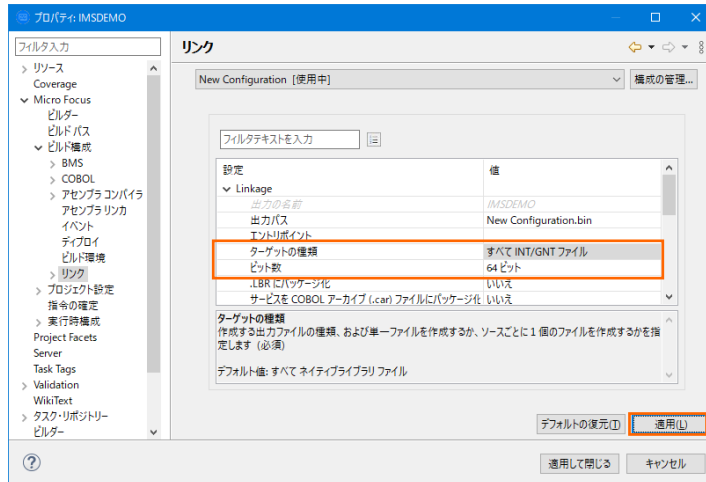 プロパティ: IMSDEMO
フィルタ入力
リソース
Coverage
Micro Focus
ビルダー
ビルド パス
ビルド構成
BMS
COBOL
アセンブラ コンパイラ
アセンブラ リンカ
イベント
ディプロイ
ビルド環境
リンク
プロジェクト設定
指令の確定
実行時構成
Project Facets
Server
Task Tags
Validation
WikiText
タスク・リポジトリー
ビルダー
リンク
New Configuration [使用中]
構成の管理...
フィルタテキストを入力
設定 値
Linkage
出力の名前 IMSDEMO
出力パス New Configuration.bin
エントリポイント
ターゲットの種類 すべて INT/GNT ファイル
ビット数 64 ビット
.LBR にパッケージ化 いいえ
サービスを COBOL アーカイブ (.car) ファイルにパッケージ化 いいえ
ターゲットの種類
作成する出力ファイルの種類、および単一ファイルを作成するか、ソースごとに 1 個のファイルを作成するかを指
定します (必須)
デフォルト値: すべて ネイティブライブラリ ファイル
デフォルトの復元(T) 適用(L)
適用して閉じる キャンセル